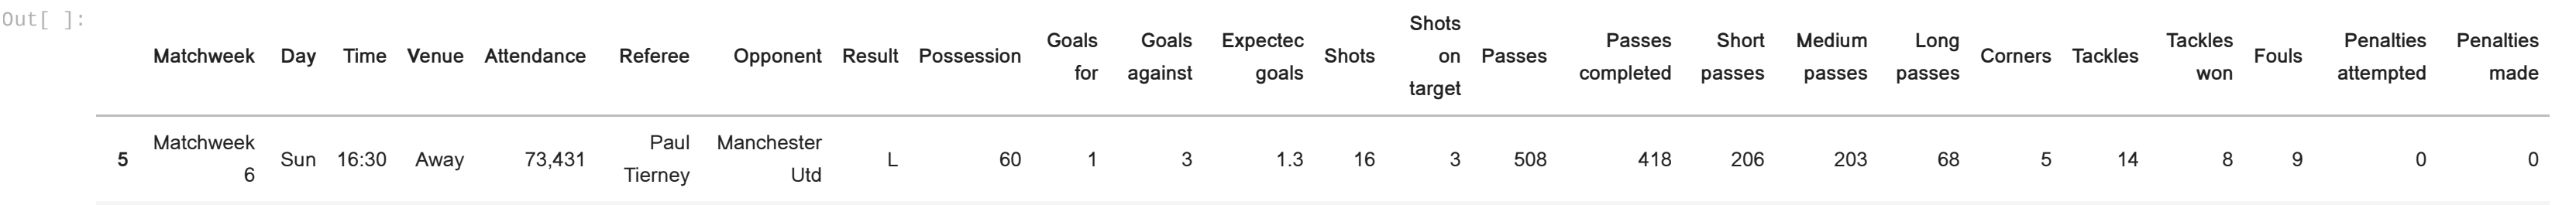 Out[ ]:
Matchweek Day Time Venue Attendance Referee Opponent Result Possession Goals for Goals against Expectec goals Shots Shots on target Passes Passes completed Short passes Medium passes Long passes Corners Tackles Tackles won Fouls Penalties attempted Penalties made
5 Matchweek 6 Sun 16:30 Away 73,431 Paul Tierney Manchester Utd L 60 1 3 1.3 16 3 508 418 206 203 68 5 14 8 9 0 0